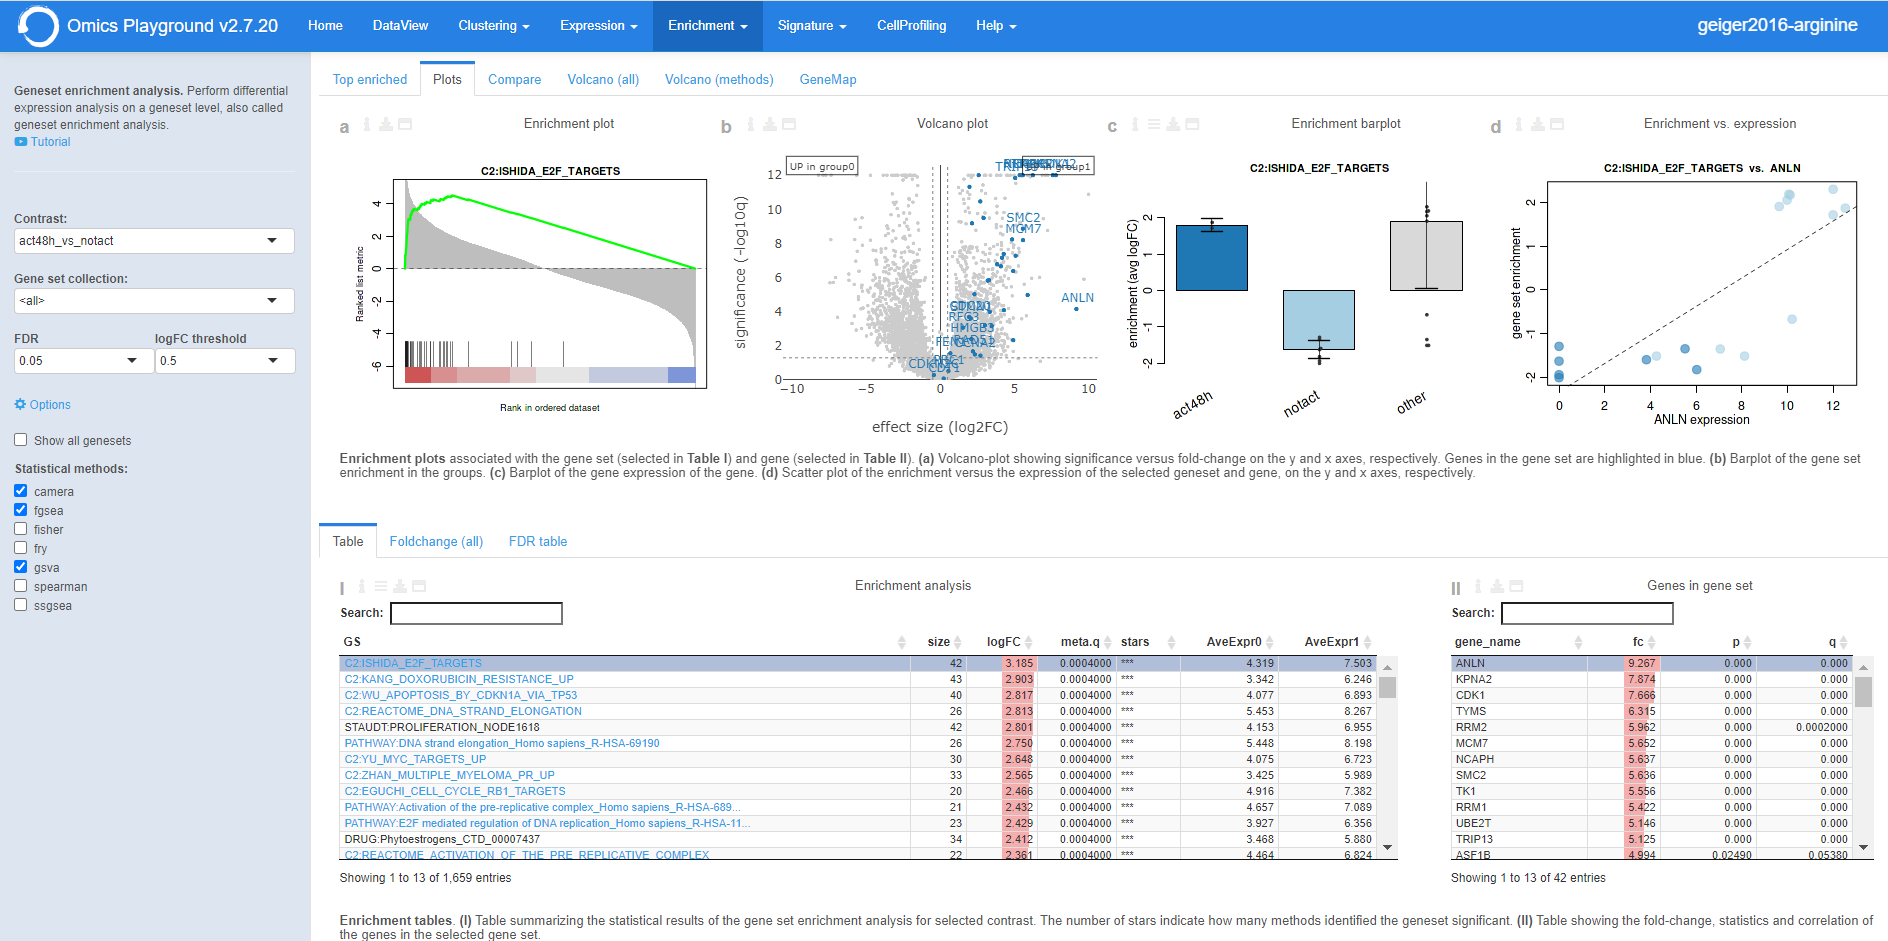 Omics Playground v2.7.20
Home
DataView
Clustering
Expression
Enrichment
Signature
CellProfiling
Help
geiger2016-arginine
Geneset enrichment analysis. Perform differential
expression analysis on a geneset level, also called
geneset enrichment analysis.
Tutorial
Contrast:
act48h_vs_notact
Gene set collection:
<all>
FDR
logFC threshold
0.05
0.5
Options
Show all genesets
Statistical methods:
camera
fgsea
fisher
fry
gsva
spearman
ssgsea
Top enriched
Plots
Compare
Volcano (all)
Volcano (methods)
GeneMap
a
Enrichment plot
C2:ISHIDA_E2F_TARGETS
Ranked list metric
4
2
0
-2
-4
-6
Rank in ordered dataset
b
Volcano plot
UP in group0
in group1
TRIP13
SMC2
MCM7
ANLN
RFC3
HMGB3
CCNA2
significance (-log10q)
12
10
8
6
4
2
0
−10
−5
0
5
10
effect size (log2FC)
c
Enrichment barplot
C2:ISHIDA_E2F_TARGETS
enrichment (avg logFC)
2
1
0
-1
-2
act48h
notact
other
d
Enrichment vs. expression
C2:ISHIDA_E2F_TARGETS vs. ANLN
gene set enrichment
2
1
0
-1
-2
0 2 4 6 8 10 12
ANLN expression
Enrichment plots associated with the gene set (selected in Table I) and gene (selected in Table II). (a) Volcano-plot showing significance versus fold-change on the y and x axes, respectively. Genes in the gene set are highlighted in blue. (b) Barplot of the gene set
enrichment in the groups. (c) Barplot of the gene expression of the gene. (d) Scatter plot of the enrichment versus the expression of the selected geneset and gene, on the y and x axes, respectively.
Table
Foldchange (all)
FDR table
I
Enrichment analysis
Search:
GS size logFC meta.q stars AveExpr0 AveExpr1
C2:ISHIDA_E2F_TARGETS 42 3.185 0.0004000 *** 4.319 7.503
C2:KANG_DOXORUBICIN_RESISTANCE_UP 43 2.903 0.0004000 *** 3.342 6.246
C2:WU_APOPTOSIS_BY_CDKN1A_VIA_TP53 40 2.817 0.0004000 *** 4.077 6.893
C2:REACTOME_DNA_STRAND_ELONGATION 26 2.813 0.0004000 *** 5.453 8.267
STAUDT:PROLIFERATION_NODE1618 42 2.801 0.0004000 *** 4.153 6.955
PATHWAY:DNA strand elongation_Homo sapiens_R-HSA-69190 26 2.750 0.0004000 *** 5.448 8.198
C2:YU_MYC_TARGETS_UP 30 2.648 0.0004000 *** 4.075 6.723
C2:ZHAN_MULTIPLE_MYELOMA_PR_UP 33 2.565 0.0004000 *** 3.425 5.989
C2:EGUCHI_CELL_CYCLE_RB1_TARGETS 20 2.466 0.0004000 *** 4.916 7.382
PATHWAY:Activation of the pre-replicative complex_Homo sapiens_R-HSA-689... 21 2.432 0.0004000 *** 4.657 7.089
PATHWAY:E2F mediated regulation of DNA replication_Homo sapiens_R-HSA-11... 23 2.429 0.0004000 *** 3.927 6.356
DRUG:Phytoestrogens_CTD_00007437 34 2.412 0.0004000 *** 3.468 5.880
C2:REACTOME_ACTIVATION_OF_THE_PRE_REPLICATIVE_COMPLEX 22 2.361 0.0004000 *** 4.464 6.824
Showing 1 to 13 of 1,659 entries
II
Genes in gene set
Search:
gene_name fc p q
ANLN 9.267 0.000 0.000
KPNA2 7.874 0.000 0.000
CDK1 7.666 0.000 0.000
TYMS 6.315 0.000 0.000
RRM2 5.962 0.000 0.0002000
MCM7 5.652 0.000 0.000
NCAPH 5.637 0.000 0.000
SMC2 5.636 0.000 0.000
TK1 5.556 0.000 0.000
RRM1 5.422 0.000 0.000
UBE2T 5.146 0.000 0.000
TRIP13 5.125 0.000 0.000
ASF1B 4.994 0.02490 0.05380
Showing 1 to 13 of 42 entries
Enrichment tables. (I) Table summarizing the statistical results of the gene set enrichment analysis for selected contrast. The number of stars indicate how many methods identified the geneset significant. (II) Table showing the fold-change, statistics and correlation of
the genes in the selected gene set.